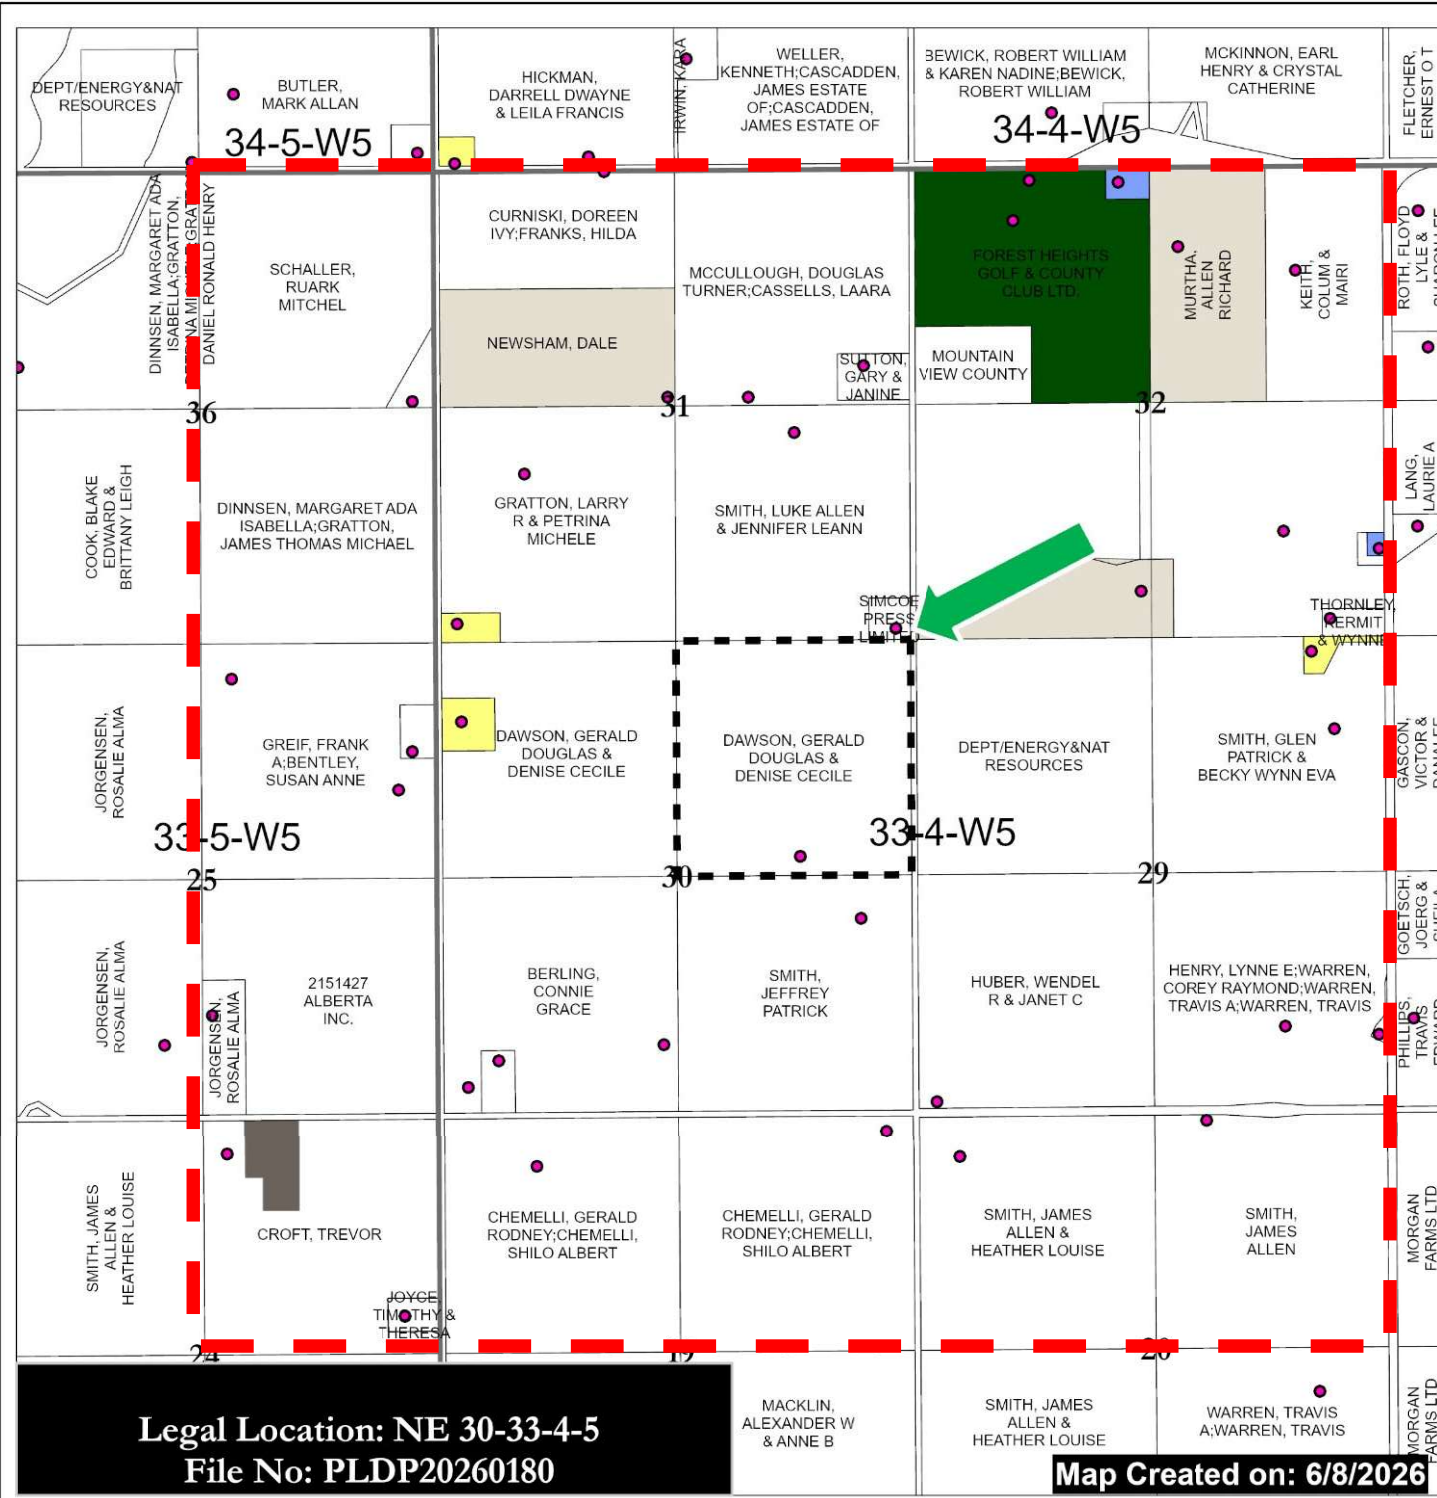 DEPT/ENERGY&NAT
RESOURCES
BUTLER,
MARK ALLAN
34-5-W5
HICKMAN,
DARRELL DWAYNE
& LEILA FRANCIS
IRWIN, KARA
WELLER,
KENNETH;CASCADDEN,
JAMES ESTATE
OF;CASCADDEN,
JAMES ESTATE OF
BEWICK, ROBERT WILLIAM
& KAREN NADINE;BEWICK,
ROBERT WILLIAM
34-4-W5
MCKINNON, EARL
HENRY & CRYSTAL
CATHERINE
FLETCHER,
ERNEST O T
DINNSEN, MARGARET ADA
ISABELLA;GRATTON,
DANIEL RONALD HENRY
SCHALLER,
RUARK
MITCHEL
CURNISKI, DOREEN
IVY;FRANKS, HILDA
NEWSHAM, DALE
MCCULLOUGH, DOUGLAS
TURNER;CASSELLS, LAARA
SUTTON,
GARY &
JANINE
FOREST HEIGHTS
GOLF & COUNTY
CLUB LTD.
MOUNTAIN
VIEW COUNTY
MURTHA,
ALLEN
RICHARD
KEITH,
COLUM &
MAIRI
ROTH, FLOYD
LYLE &
36
31
32
COOK, BLAKE
EDWARD &
BRITTANY LEIGH
DINNSEN, MARGARET ADA
ISABELLA;GRATTON,
JAMES THOMAS MICHAEL
GRATTON, LARRY
R & PETRINA
MICHELE
SMITH, LUKE ALLEN
& JENNIFER LEANN
SIMCOE
PRESS
LIMITED
THORNLEY,
KERMIT
& WYNNE
LANG,
LAURIE A
JORGENSEN,
ROSALIE ALMA
GREIF, FRANK
A;BENTLEY,
SUSAN ANNE
DAWSON, GERALD
DOUGLAS &
DENISE CECILE
DAWSON, GERALD
DOUGLAS &
DENISE CECILE
DEPT/ENERGY&NAT
RESOURCES
SMITH, GLEN
PATRICK &
BECKY WYNN EVA
GASCON,
VICTOR &
33-5-W5
33-4-W5
25
30
29
JORGENSEN,
ROSALIE ALMA
JORGENSEN,
ROSALIE ALMA
2151427
ALBERTA
INC.
BERLING,
CONNIE
GRACE
SMITH,
JEFFREY
PATRICK
HUBER, WENDEL
R & JANET C
HENRY, LYNNE E;WARREN,
COREY RAYMOND;WARREN,
TRAVIS A;WARREN, TRAVIS
GOETSCH,
JOERG &
PHILLIPS,
TRAVIS
SMITH, JAMES
ALLEN &
HEATHER LOUISE
CROFT, TREVOR
JOYCE,
TIMOTHY &
THERESA
CHEMELLI, GERALD
RODNEY;CHEMELLI,
SHILO ALBERT
CHEMELLI, GERALD
RODNEY;CHEMELLI,
SHILO ALBERT
SMITH, JAMES
ALLEN &
HEATHER LOUISE
SMITH,
JAMES
ALLEN
MORGAN
FARMS LTD
24
19
20
MACKLIN,
ALEXANDER W
& ANNE B
SMITH, JAMES
ALLEN &
HEATHER LOUISE
WARREN, TRAVIS
A;WARREN, TRAVIS
MORGAN
FARMS LTD
Legal Location: NE 30-33-4-5
File No: PLDP20260180
Map Created on: 6/8/2026